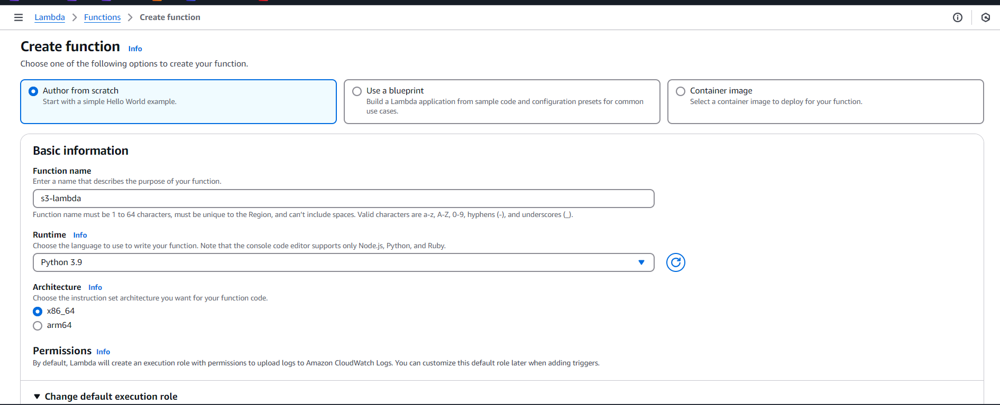 Lambda > Functions > Create function
Create function Info
Choose one of the following options to create your function.
Author from scratch
Start with a simple Hello World example.
Use a blueprint
Build a Lambda application from sample code and configuration presets for common
use cases.
Container image
Select a container image to deploy for your function.
Basic information
Function name
Enter a name that describes the purpose of your function.
s3-lambda
Function name must be 1 to 64 characters, must be unique to the Region, and can’t include spaces. Valid characters are a-z, A-Z, 0-9, hyphens (-), and underscores (_).
Runtime Info
Choose the language to use to write your function. Note that the console code editor supports only Node.js, Python, and Ruby.
Python 3.9
Architecture Info
Choose the instruction set architecture you want for your function code.
x86_64
arm64
Permissions Info
By default, Lambda will create an execution role with permissions to upload logs to Amazon CloudWatch Logs. You can customize this default role later when adding triggers.
Change default execution role